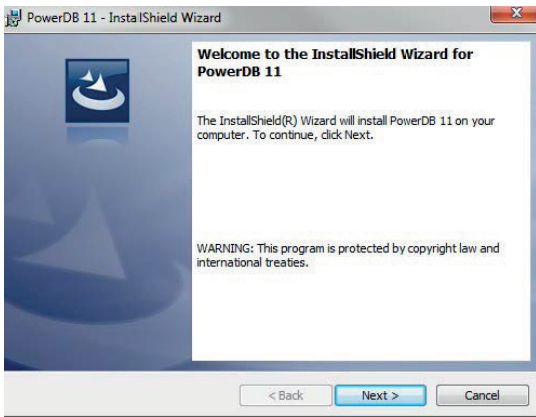 PowerDB 11 - InstallShield Wizard
Welcome to the InstallShield Wizard for
PowerDB 11
The InstallShield(R) Wizard will install PowerDB 11 on your
computer. To continue, click Next.
WARNING: This program is protected by copyright law and
international treaties.
< Back Next > Cancel